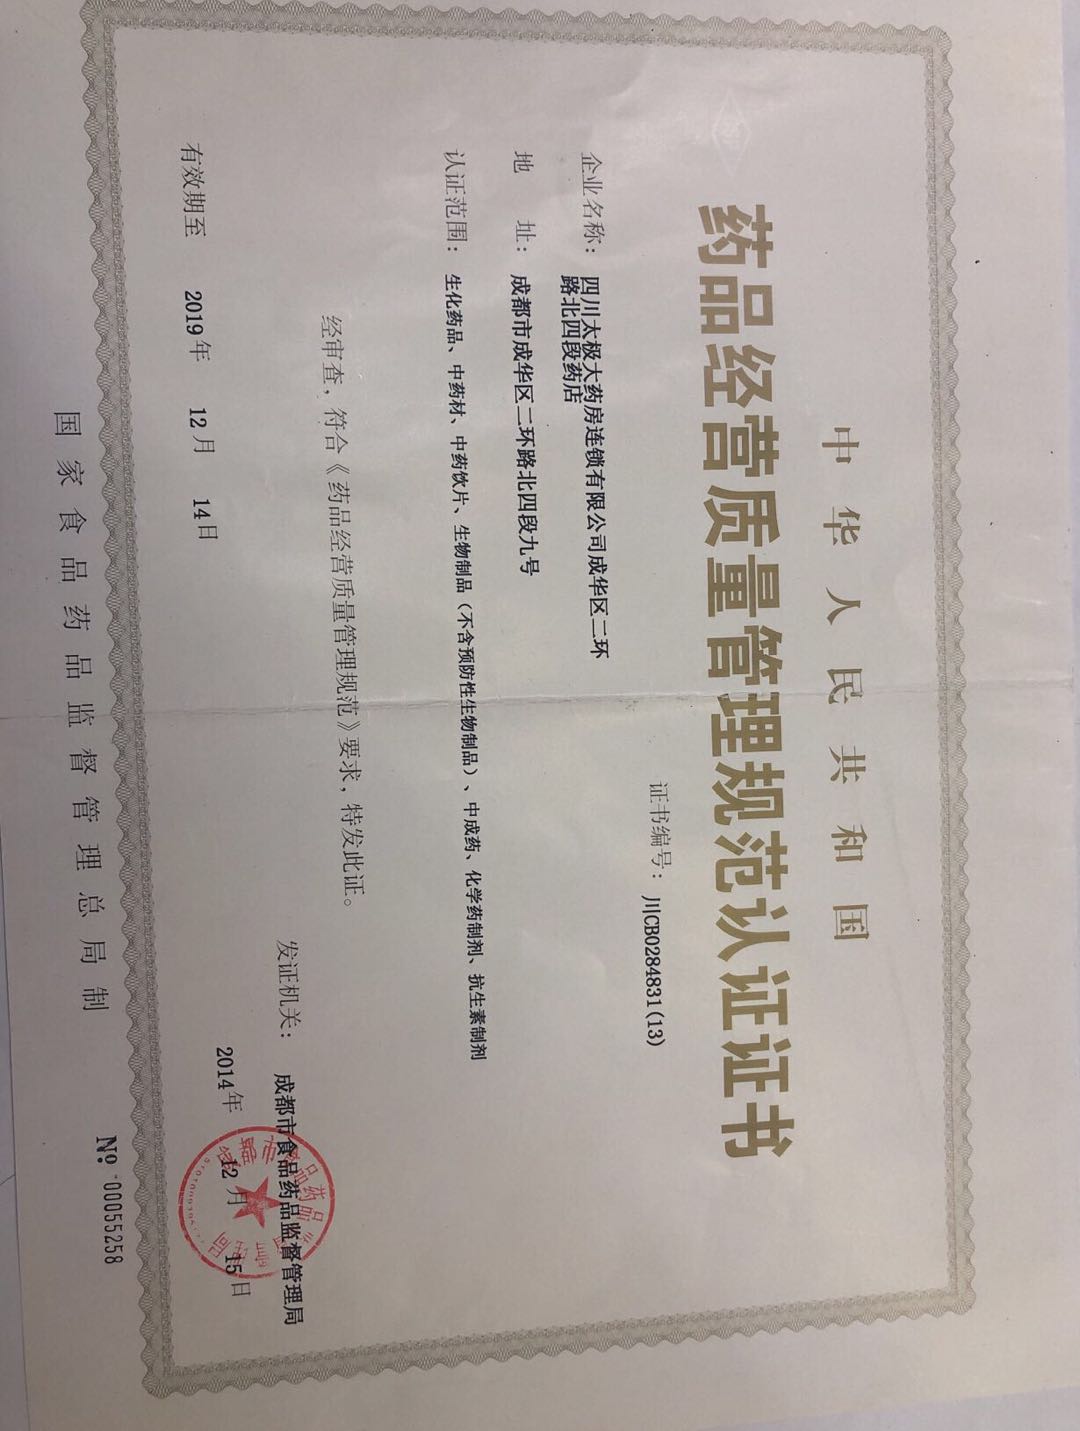 中华人民共和国
药品经营质量管理规范认证证书
证书编号：川CB0284831(13)
企业名称：四川太极大药房连锁有限公司成华区二环
路北四段药店
地 址：成都市成华区二环路北四段九号
认证范围：生化药品、中药材、中药饮片、生物制品（不含预防性生物制品）、中成药、化学药制剂、抗生素制剂
经审查，符合《药品经营质量管理规范》要求，特发此证。
发证机关：成都市食品药品监督管理局
有效期至 2019年 12月 14日
2014年 12月 15日
国家食品药品监督管理总局制
№ 00055258